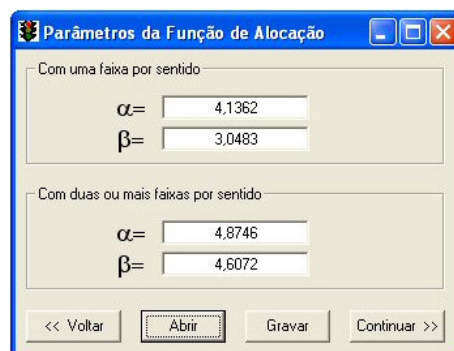 Parâmetros da Função de Alocação
Com uma faixa por sentido
α= 4,1362
β= 3,0483
Com duas ou mais faixas por sentido
α= 4,8746
β= 4,6072
<< Voltar Abrir Gravar Continuar >>